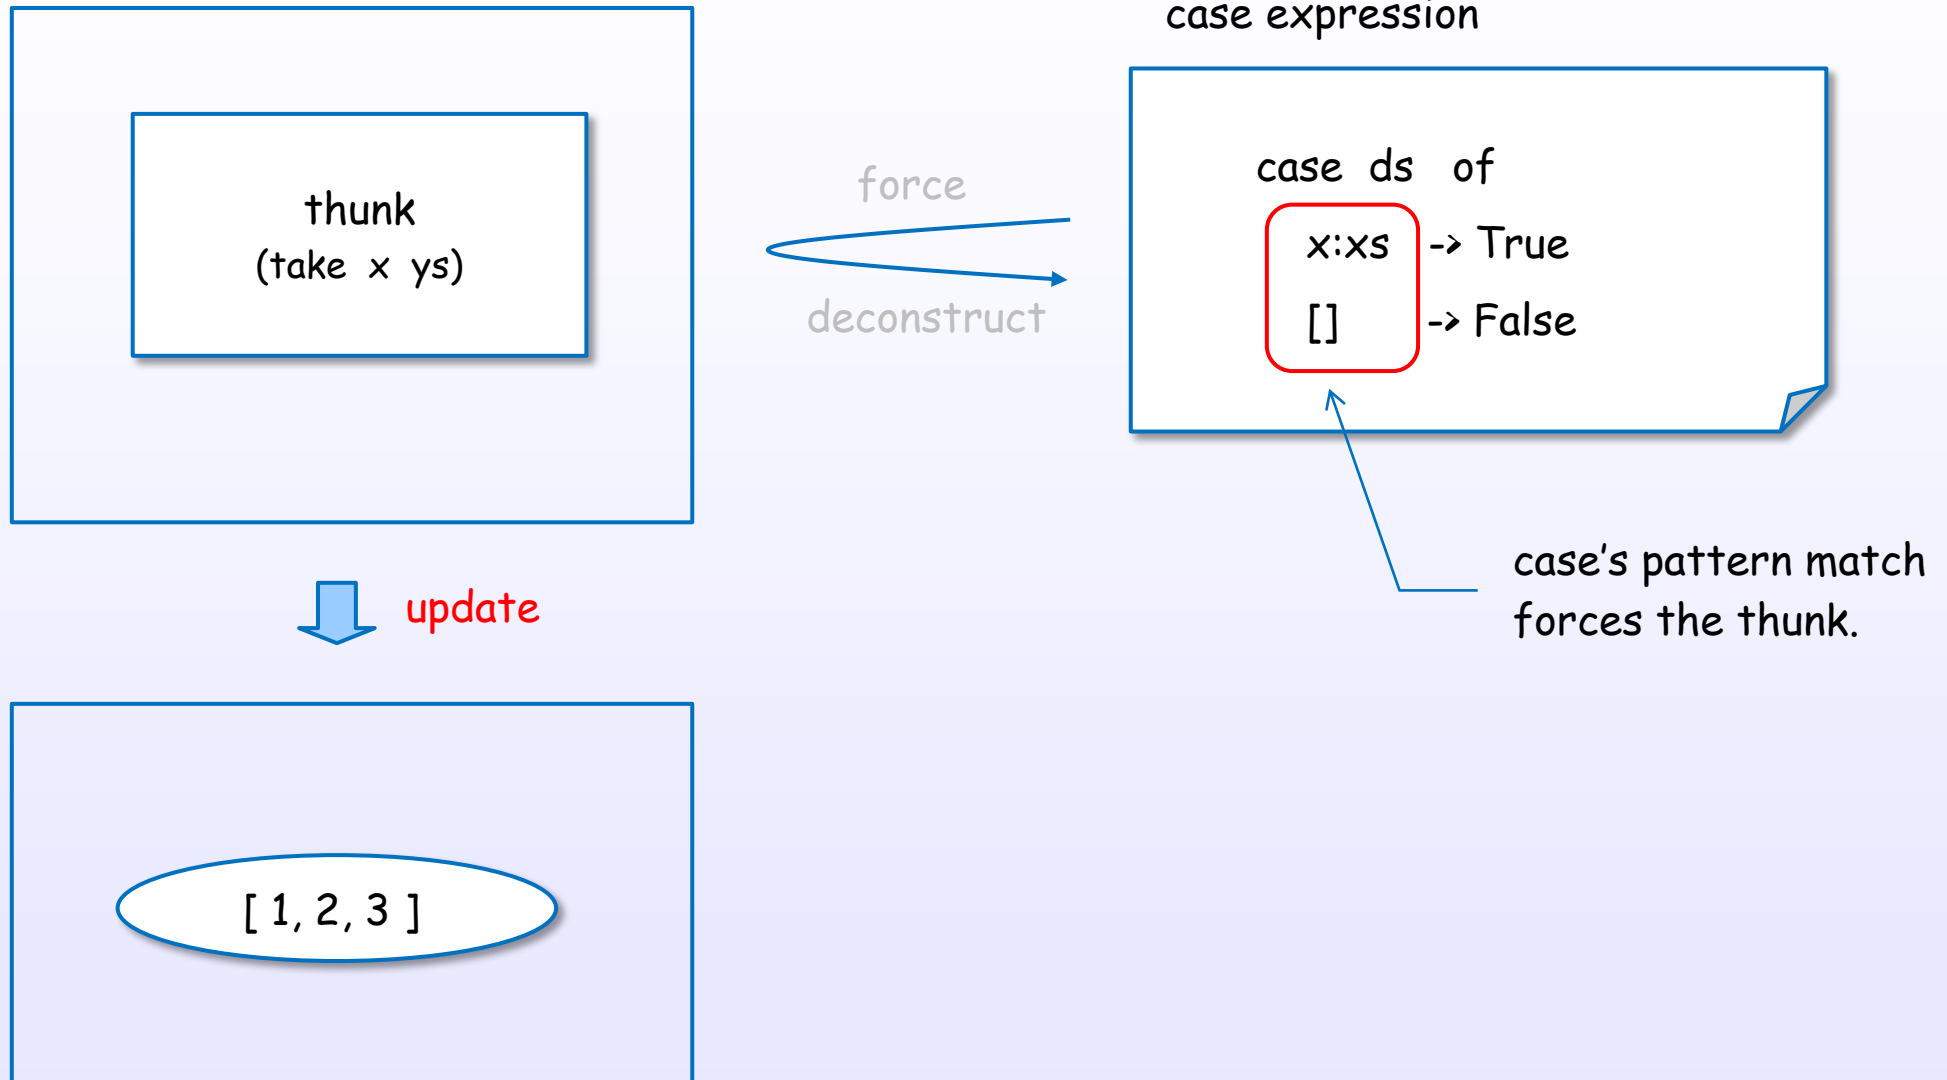 case expression
thunk
(take x ys)
force
deconstruct
case ds of
x:xs -> True
[] -> False
case’s pattern match
forces the thunk.
update
[ 1, 2, 3 ]